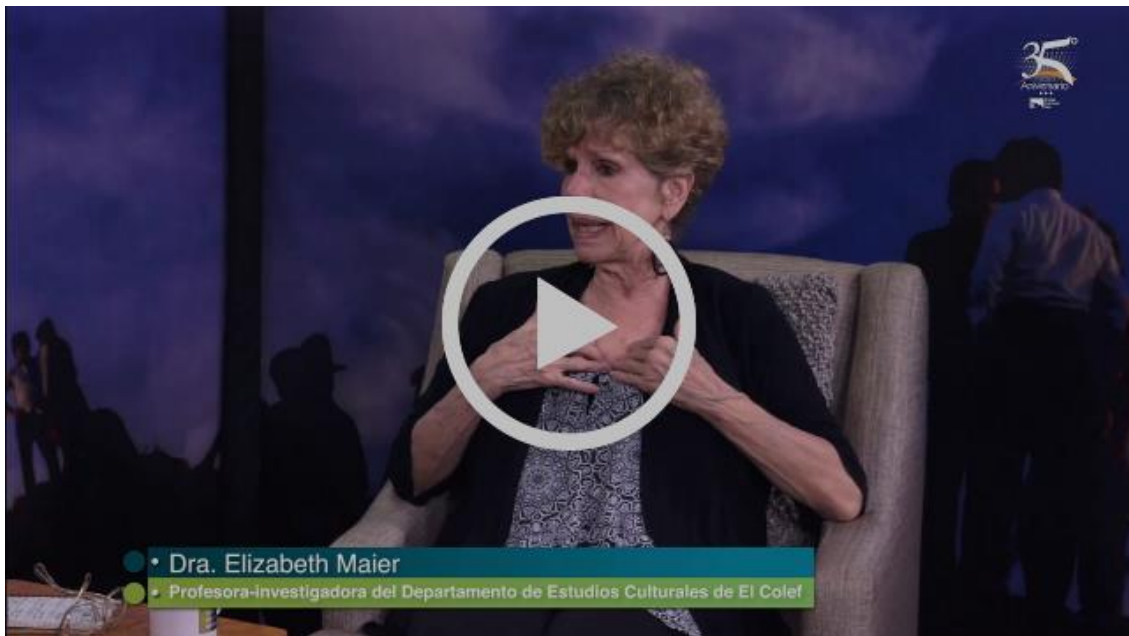 35°
Aniversario
Dra. Elizabeth Maier
Profesora-investigadora del Departamento de Estudios Culturales de El Colef